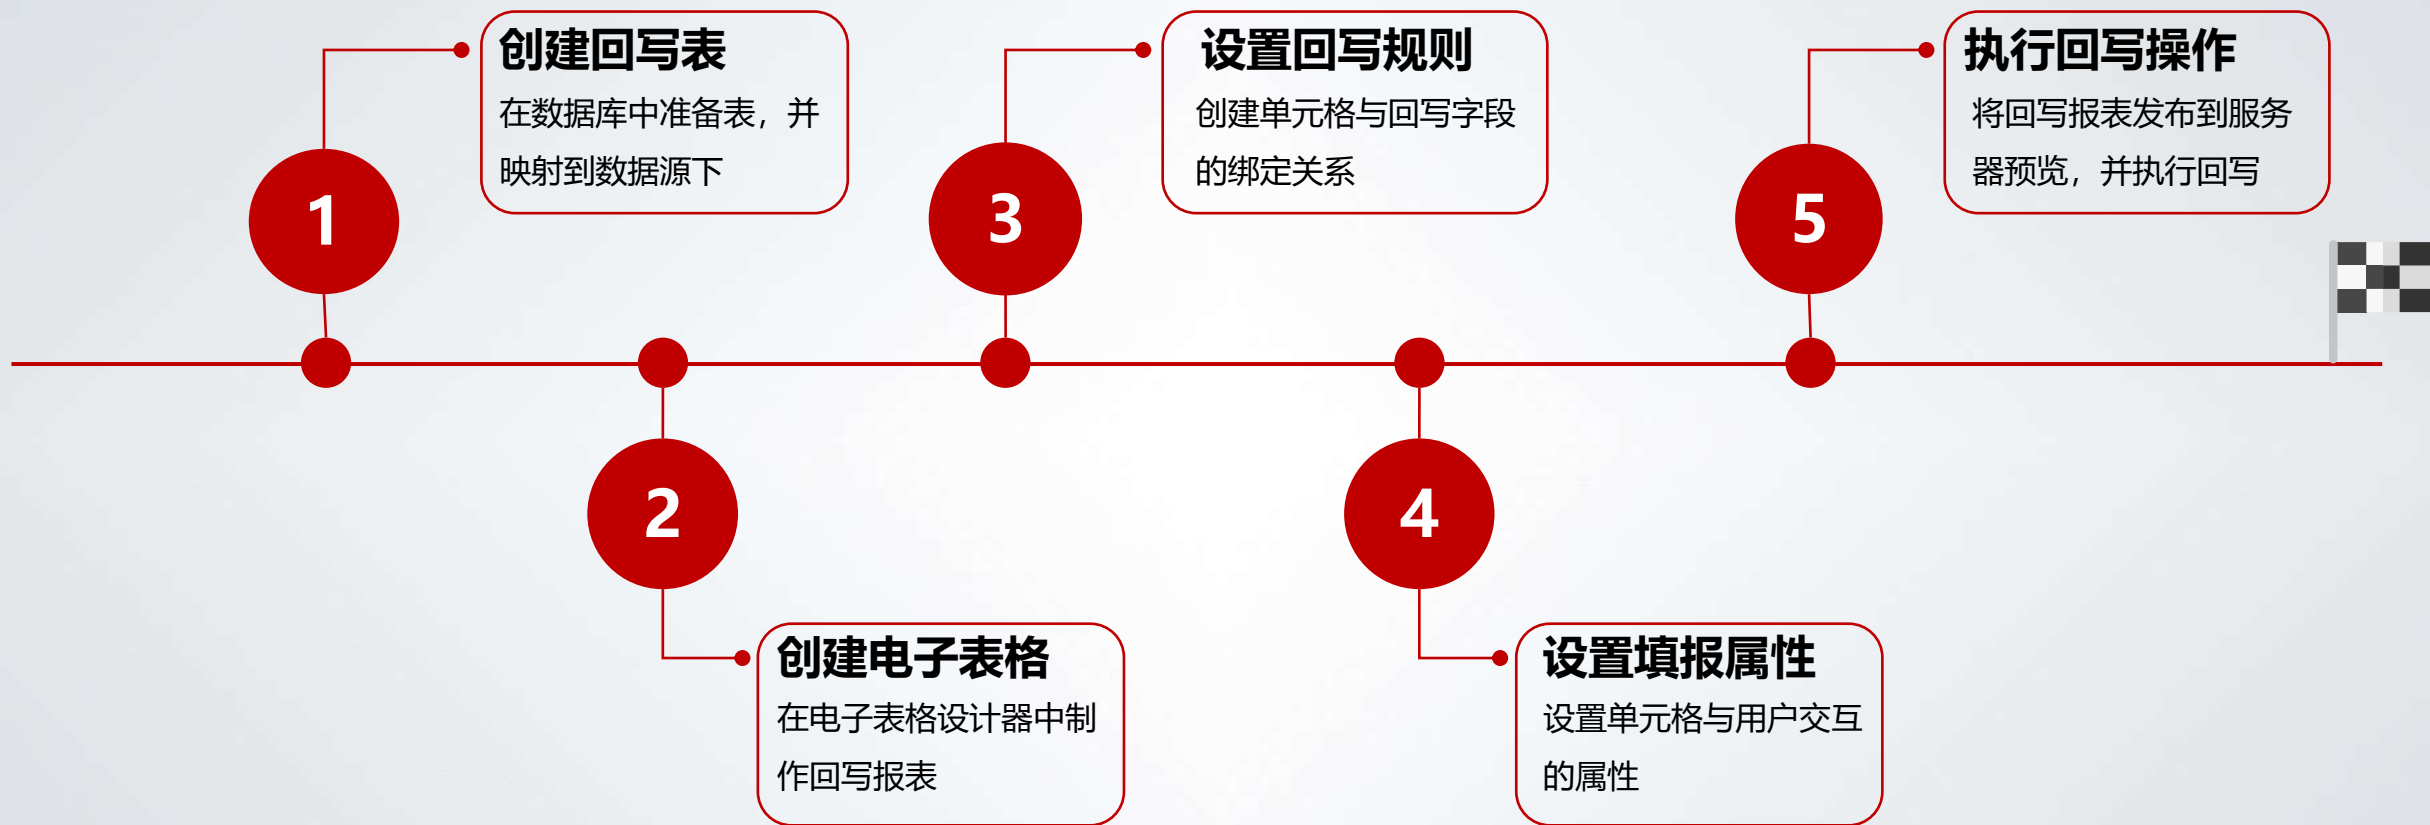 1
创建回写表
在数据库中准备表，并
映射到数据源下
2
创建电子表格
在电子表格设计器中制
作回写报表
3
设置回写规则
创建单元格与回写字段
的绑定关系
4
设置填报属性
设置单元格与用户交互
的属性
5
执行回写操作
将回写报表发布到服务
器预览，并执行回写